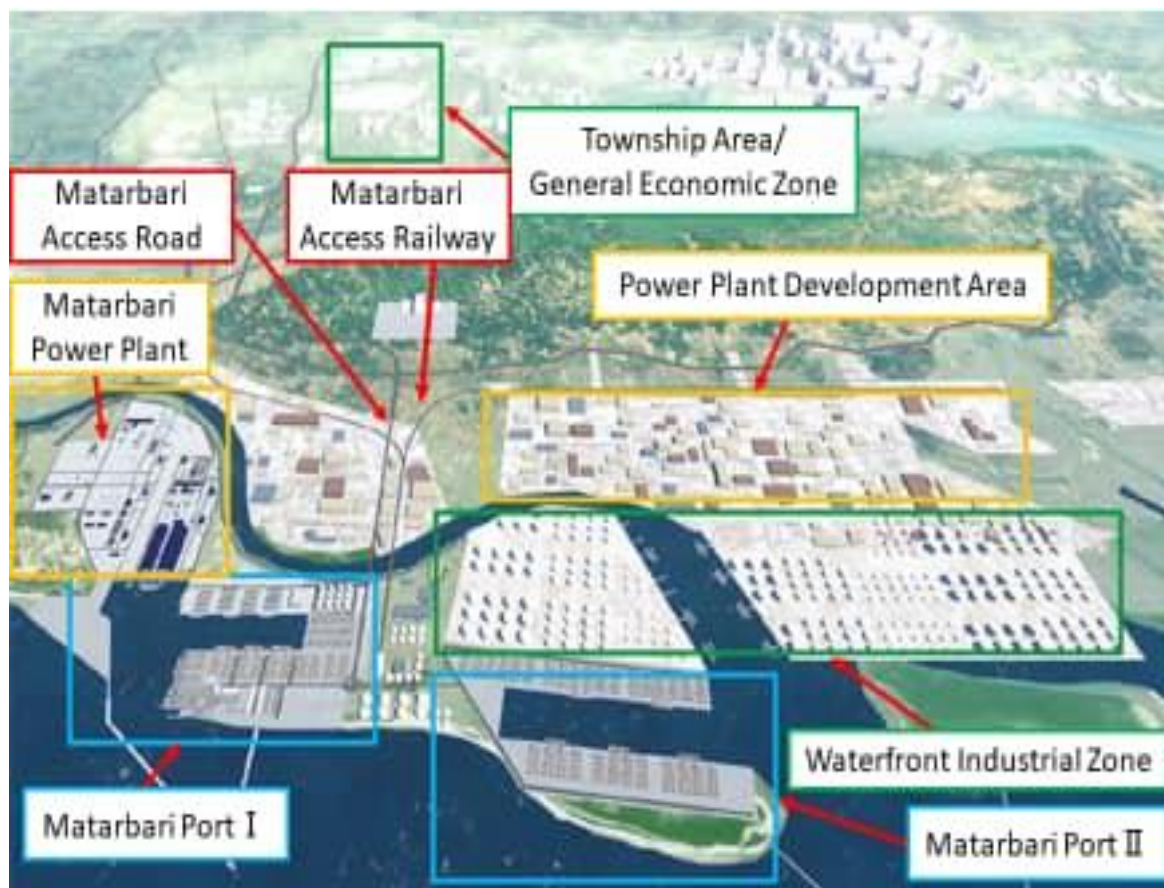 Township Area/
General Economic Zone
Matarbari
Access Road
Matarbari
Access Railway
Power Plant Development Area
Matarbari
Power Plant
Waterfront Industrial Zone
Matarbari Port Ⅰ
Matarbari Port Ⅱ